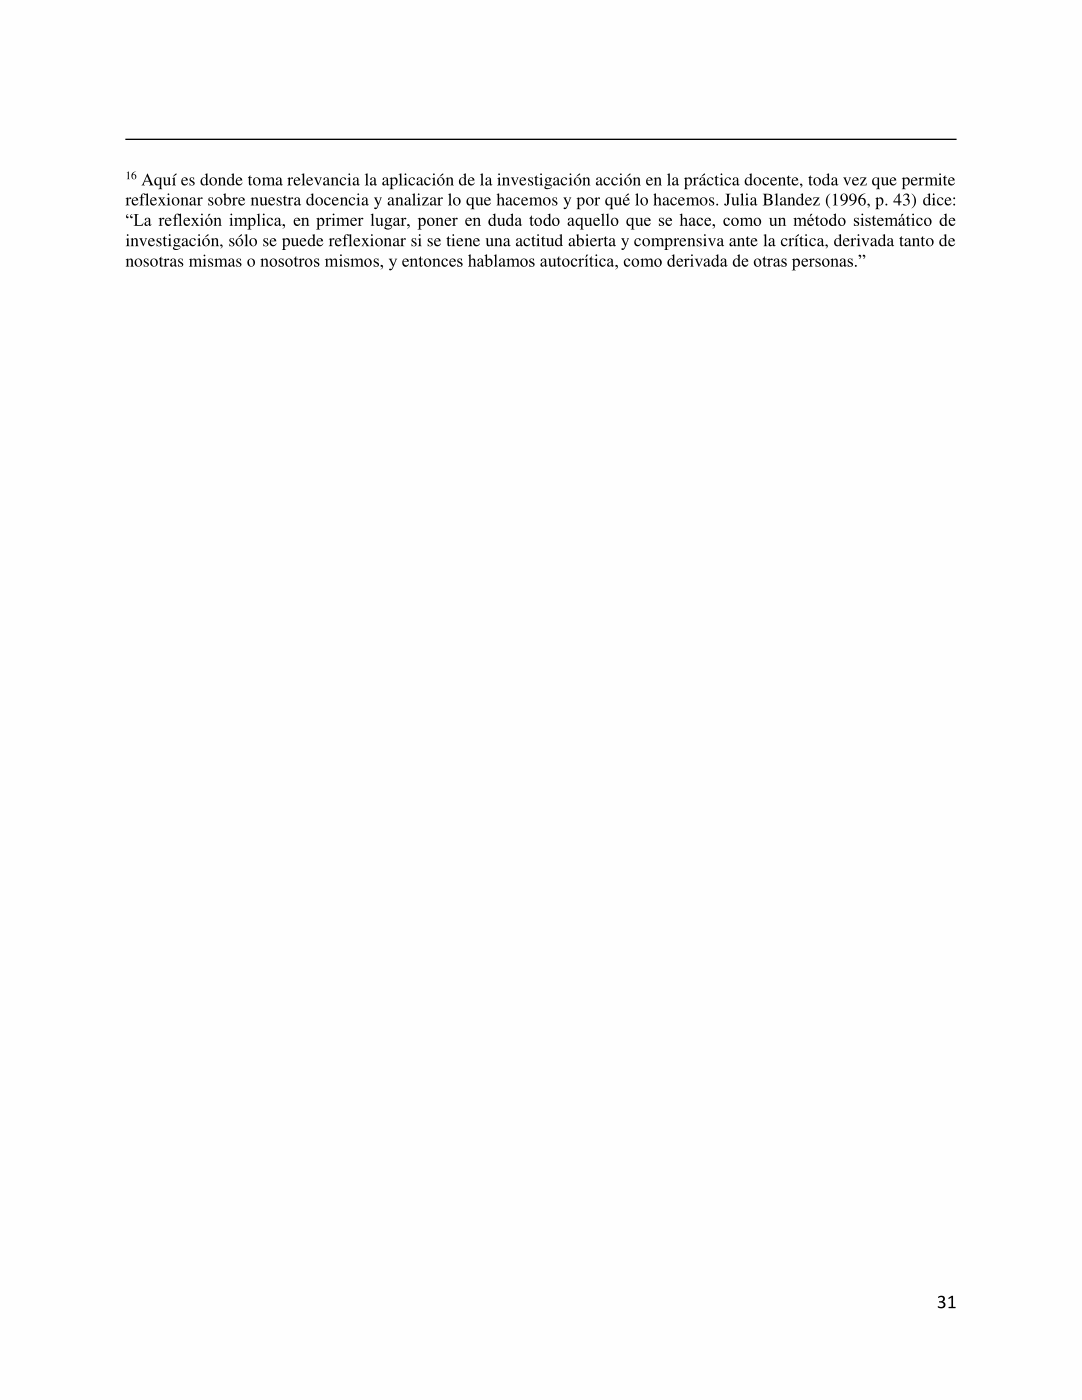 16 Aquí es donde toma relevancia la aplicación de la investigación acción en la práctica docente, toda vez que permite
reflexionar sobre nuestra docencia y analizar lo que hacemos y por qué lo hacemos. Julia Blandez (1996, p. 43) dice:
“La reflexión implica, en primer lugar, poner en duda todo aquello que se hace, como un método sistemático de
investigación, sólo se puede reflexionar si se tiene una actitud abierta y comprensiva ante la crítica, derivada tanto de
nosotras mismas o nosotros mismos, y entonces hablamos autocrítica, como derivada de otras personas.”
31